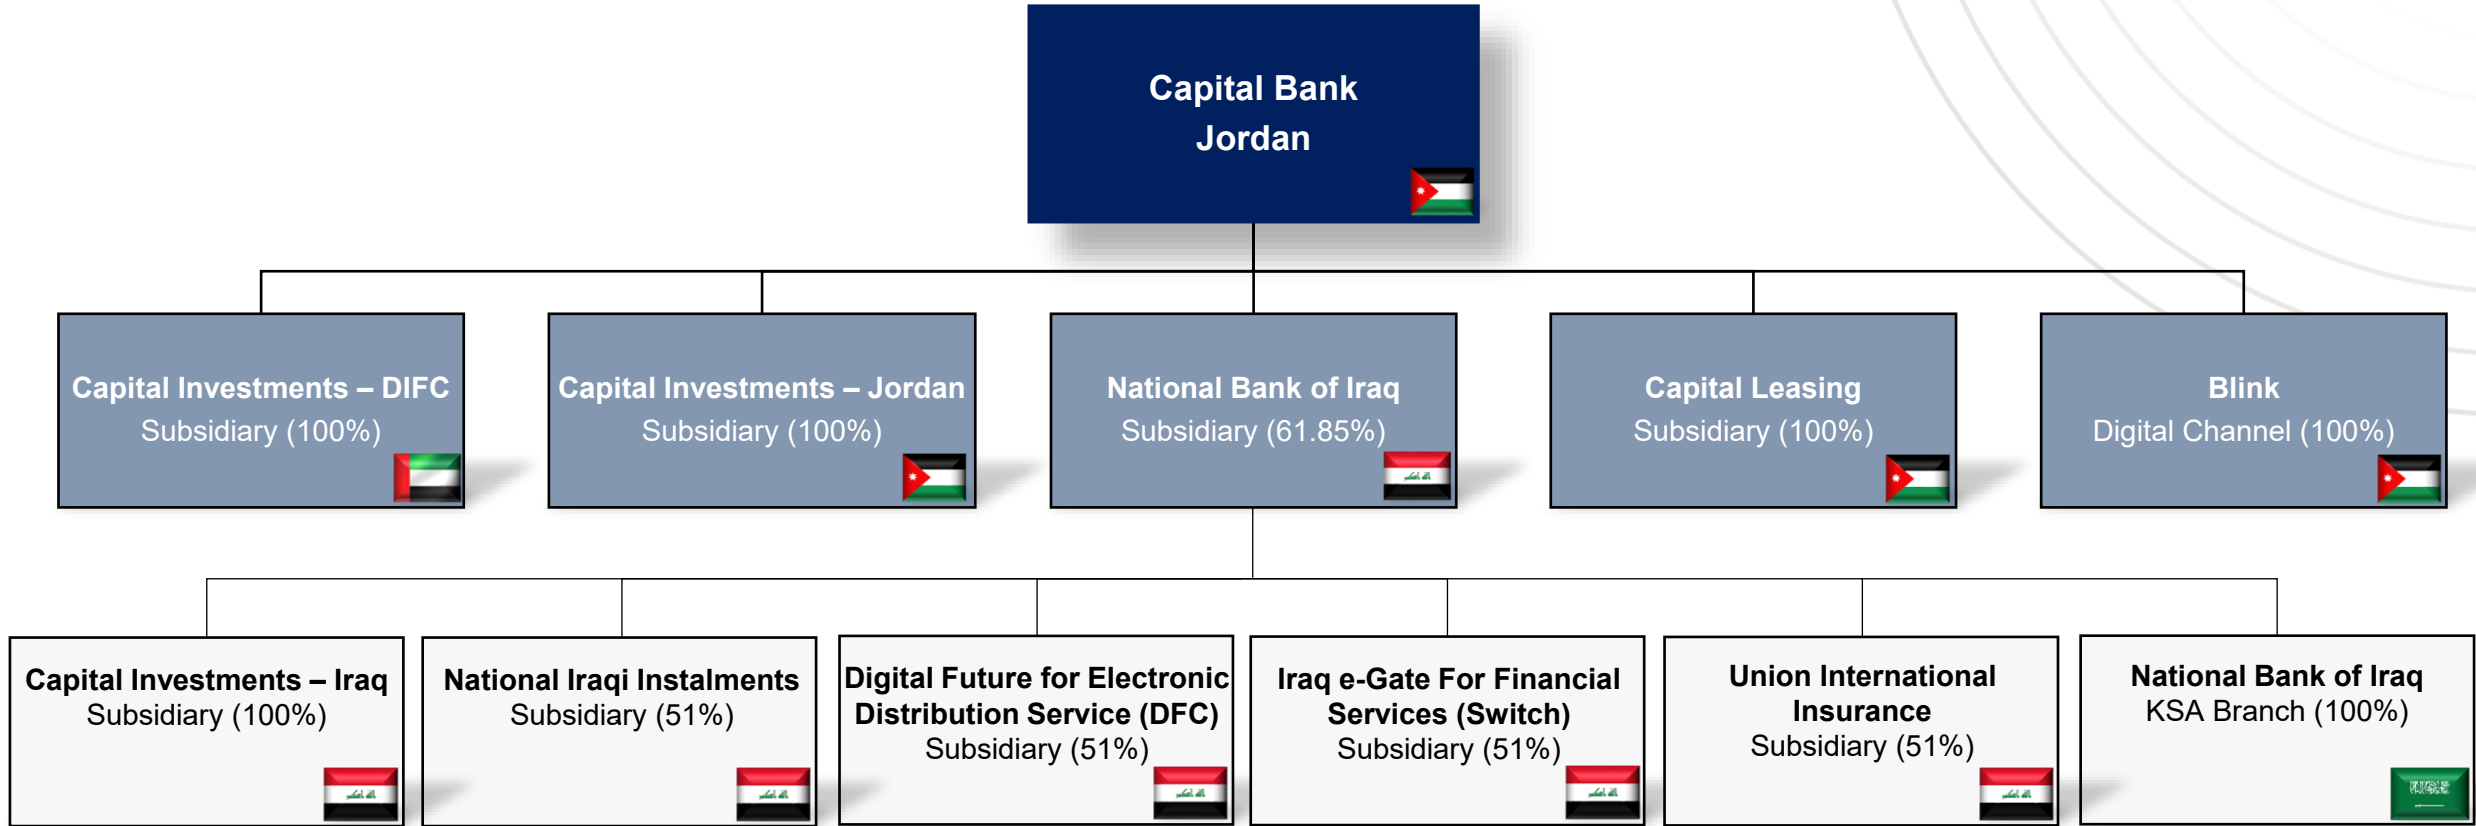 Capital Bank
Jordan
Capital Investments – DIFC
Subsidiary (100%)
Capital Investments – Jordan
Subsidiary (100%)
National Bank of Iraq
Subsidiary (61.85%)
Capital Leasing
Subsidiary (100%)
Blink
Digital Channel (100%)
Capital Investments – Iraq
Subsidiary (100%)
National Iraqi Instalments
Subsidiary (51%)
Digital Future for Electronic
Distribution Service (DFC)
Subsidiary (51%)
Iraq e-Gate For Financial
Services (Switch)
Subsidiary (51%)
Union International
Insurance
Subsidiary (51%)
National Bank of Iraq
KSA Branch (100%)